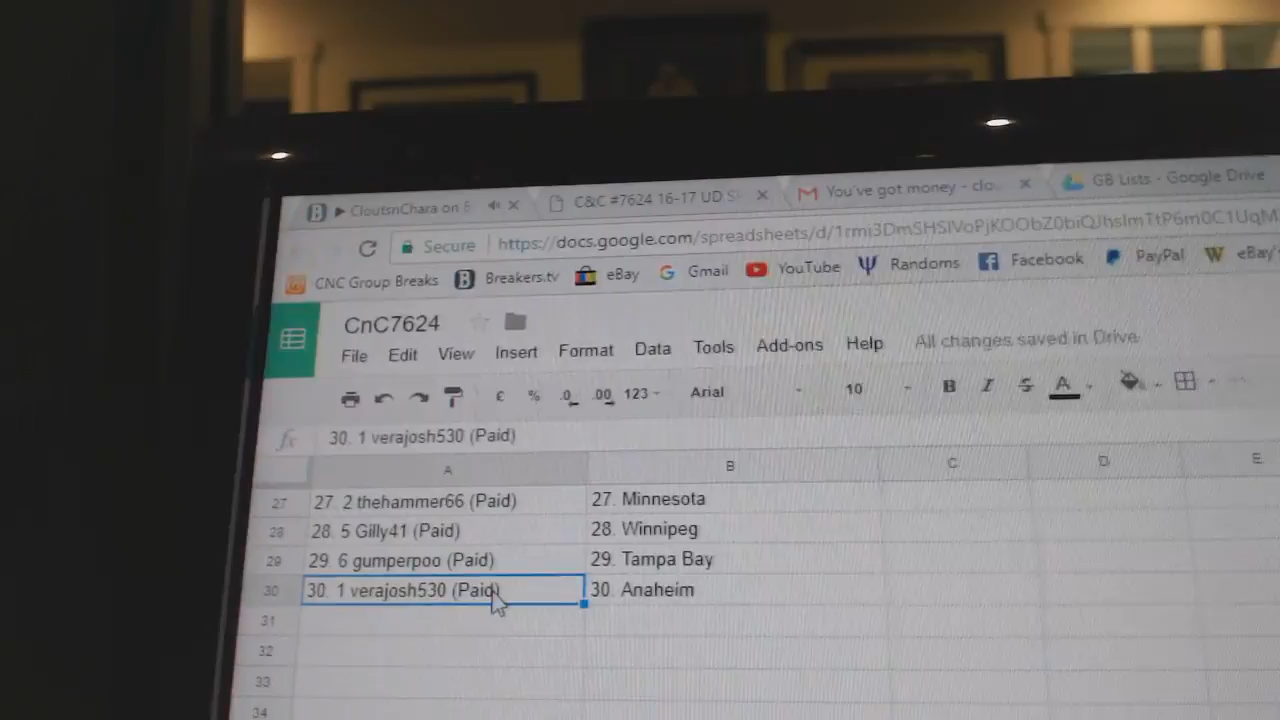 CloutsnChara on B
C&C #7624 16-17 UD S
You've got money - clo
GB Lists - Google Drive
Secure https://docs.google.com/spreadsheets/d/
CNC Group Breaks Breakers.tv eBay Gmail YouTube Randoms Facebook PayPal eBay
CnC7624
File Edit View Insert Format Data Tools Add-ons Help All changes saved in Drive
£ % .0 .00 123 Arial 10 B I S A
fx 30. 1 verajosh530 (Paid)
A B C D E
27 27. 2 thehammer66 (Paid) 27. Minnesota
28 28. 5 Gilly41 (Paid) 28. Winnipeg
29 29. 6 gumperpoo (Paid) 29. Tampa Bay
30 30. 1 verajosh530 (Paid) 30. Anaheim
31
32
33
34